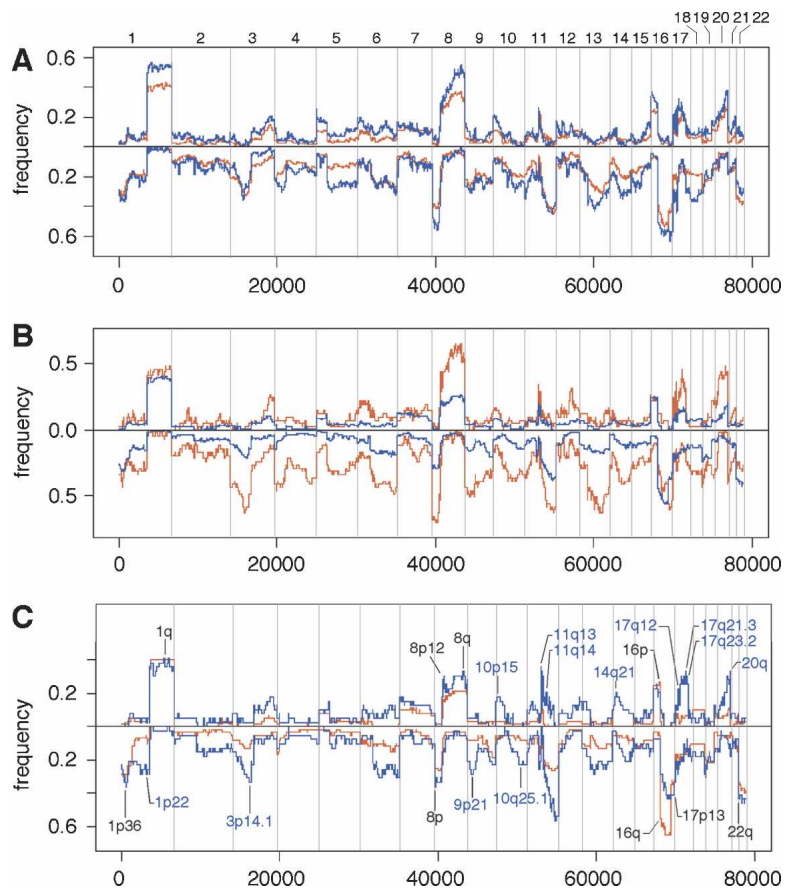 1 2 3 4 5 6 7 8 9 10 11 12 13 14 15 16 17 18 19 20 21 22
A
frequency
0.6
0.2
0.2
0.6
0 20000 40000 60000 80000
B
frequency
0.5
0.0
0.5
0 20000 40000 60000 80000
C
frequency
0.2
0.2
0.6
1q
8p12
8q
10p15
11q13
11q14
14q21
16p
17q12
17q21.3
17q23.2
20q
1p36
1p22
3p14.1
8p
9p21
10q25.1
16q
17p13
22q
0 20000 40000 60000 80000